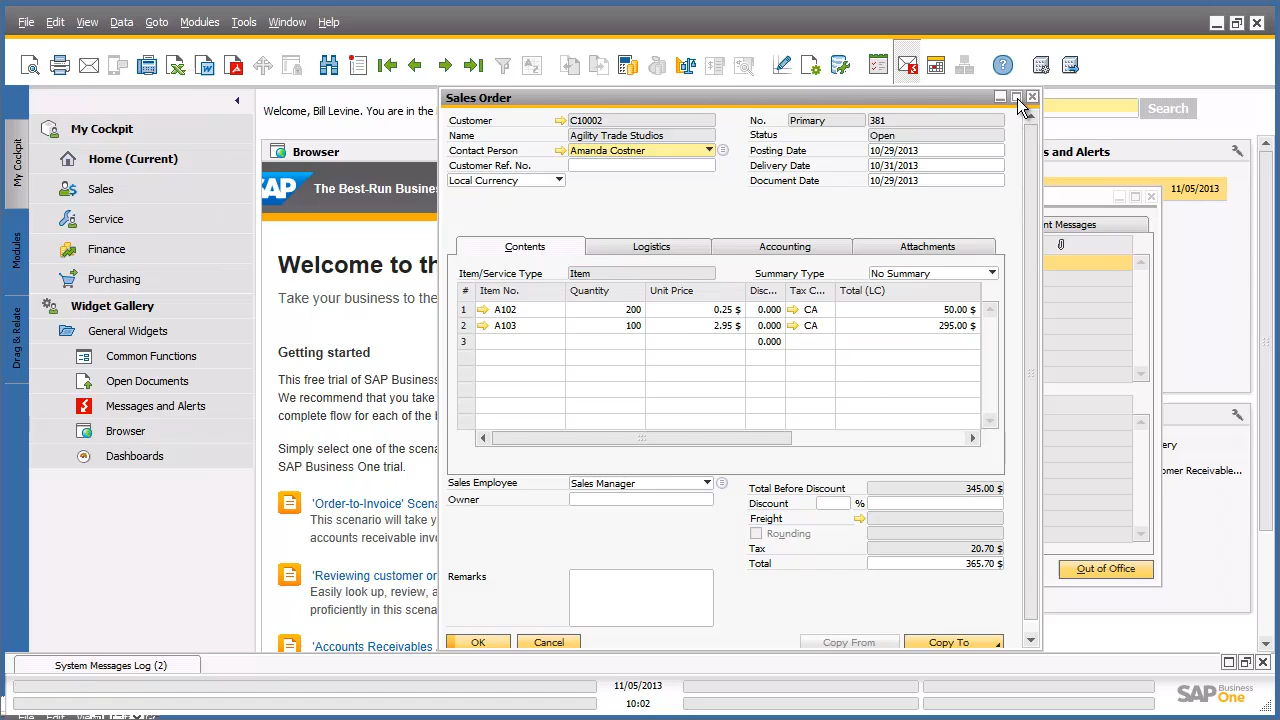 File Edit View Data Goto Modules Tools Window Help
Welcome, Bill Levine. You are in the
Search
My Cockpit
Modules
Drag & Relate
My Cockpit
Home (Current)
Sales
Service
Finance
Purchasing
Widget Gallery
General Widgets
Common Functions
Open Documents
Messages and Alerts
Browser
Dashboards
Browser
SAP The Best-Run Busine
Welcome to th
Take your business to the
Getting started
This free trial of SAP Business
We recommend that you take
complete flow for each of the
Simply select one of the scena
SAP Business One trial.
'Order-to-Invoice' Scena
This scenario will take y
accounts receivable invo
'Reviewing customer or
Easily look up, review, a
proficiently in this scena
'Accounts Receivables
Sales Order
Customer C10002
Name Agility Trade Studios
Contact Person Amanda Costner
Customer Ref. No.
Local Currency
No. Primary 381
Status Open
Posting Date 10/29/2013
Delivery Date 10/31/2013
Document Date 10/29/2013
Contents Logistics Accounting Attachments
Item/Service Type Item Summary Type No Summary
# Item No. Quantity Unit Price Disc... Tax C... Total (LC)
1 A102 200 0.25 $ 0.000 CA 50.00 $
2 A103 100 2.95 $ 0.000 CA 295.00 $
3 0.000
Sales Employee Sales Manager
Owner
Remarks
Total Before Discount 345.00 $
Discount %
Freight
Rounding
Tax 20.70 $
Total 365.70 $
OK Cancel Copy From Copy To
s and Alerts
11/05/2013
nt Messages
ery
omer Receivable...
Out of Office
System Messages Log (2)
11/05/2013
10:02
SAP Business One
File Edit